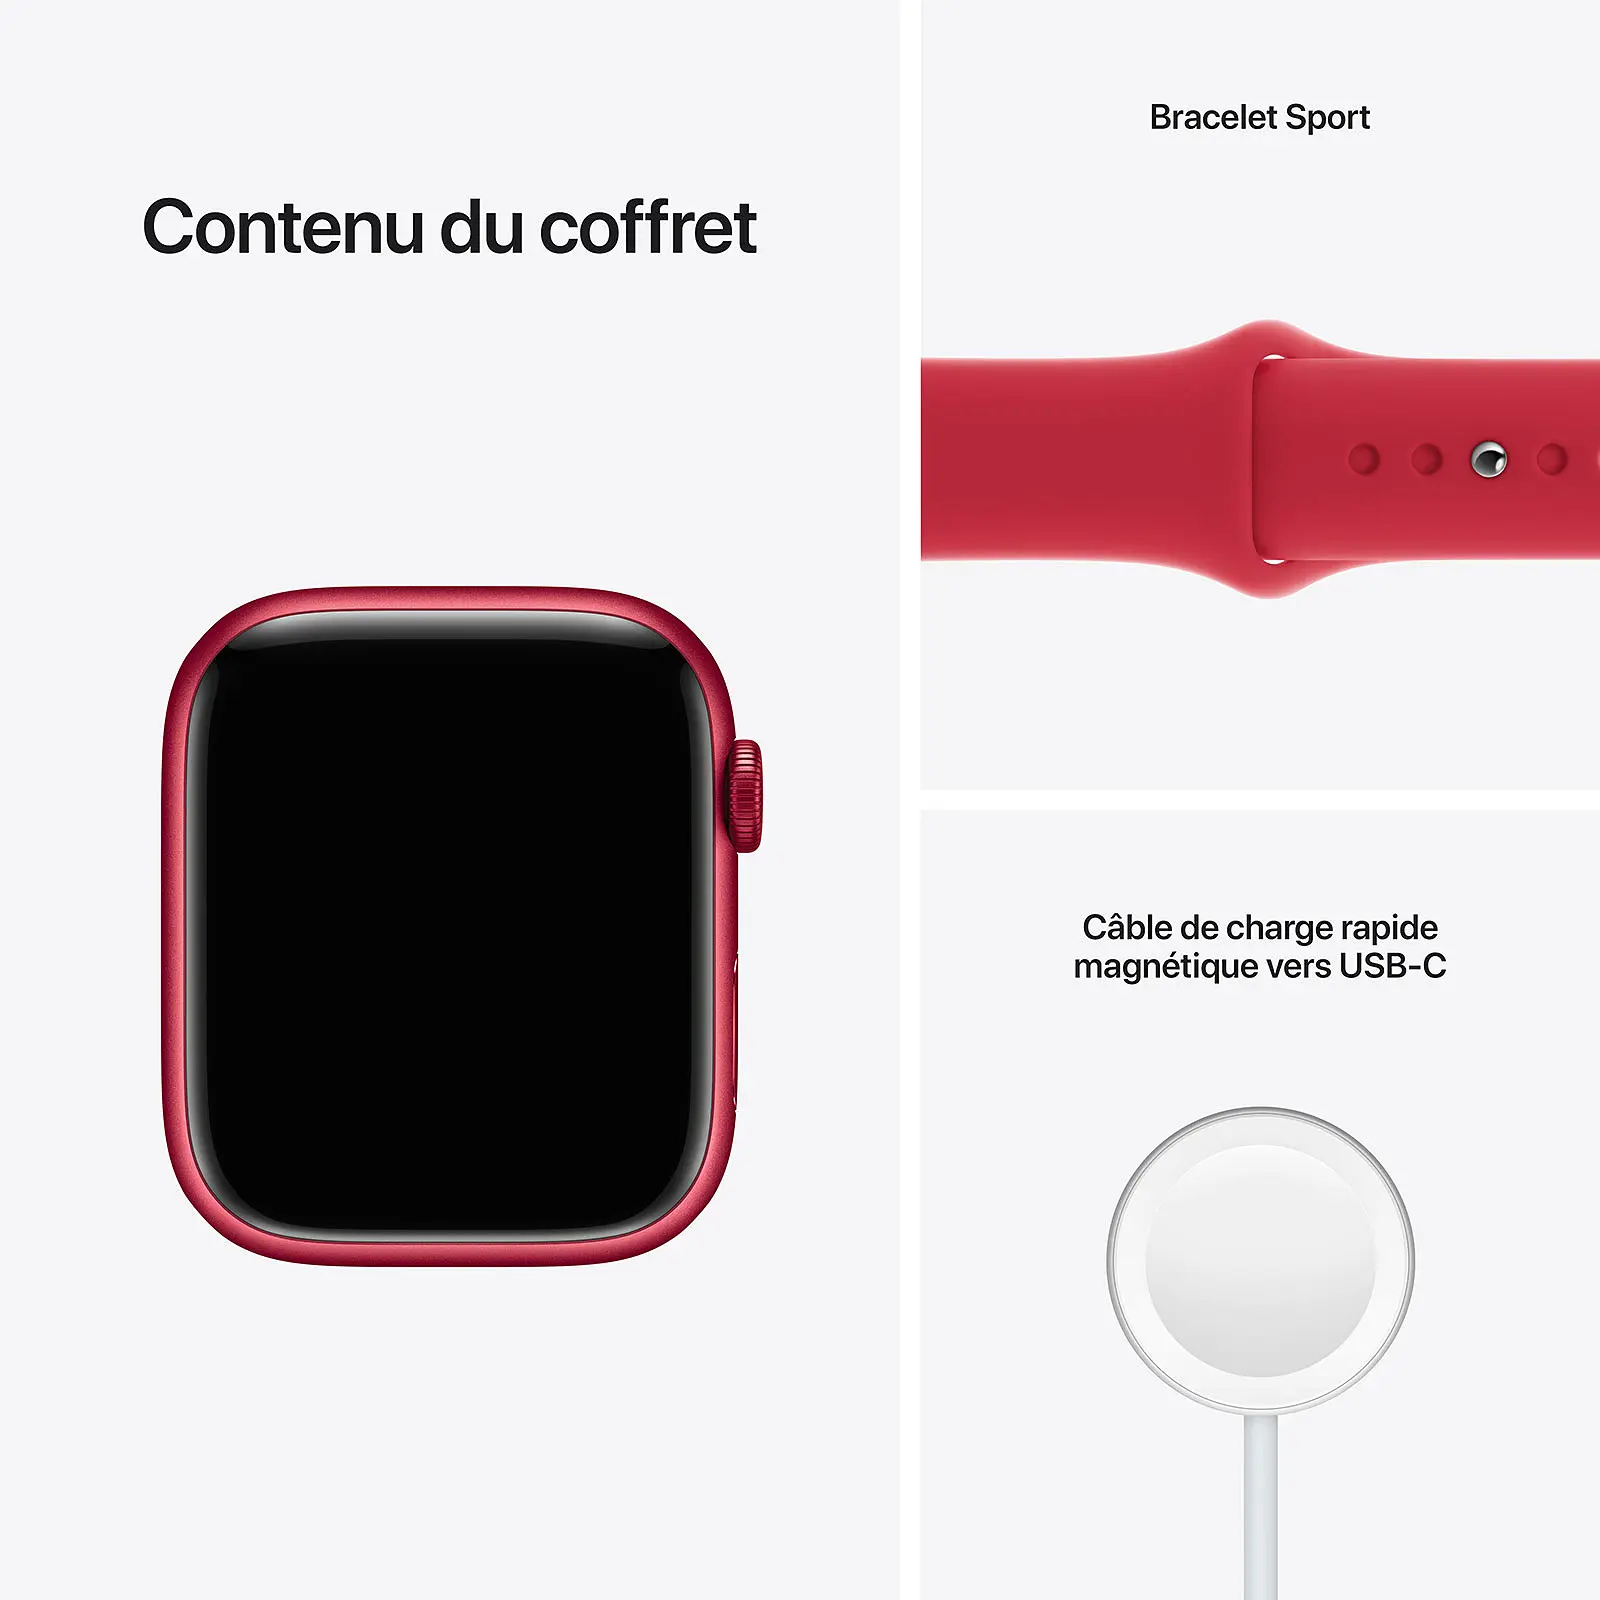 Contenu du coffret
Bracelet Sport
Câble de charge rapide
magnétique vers USB-C